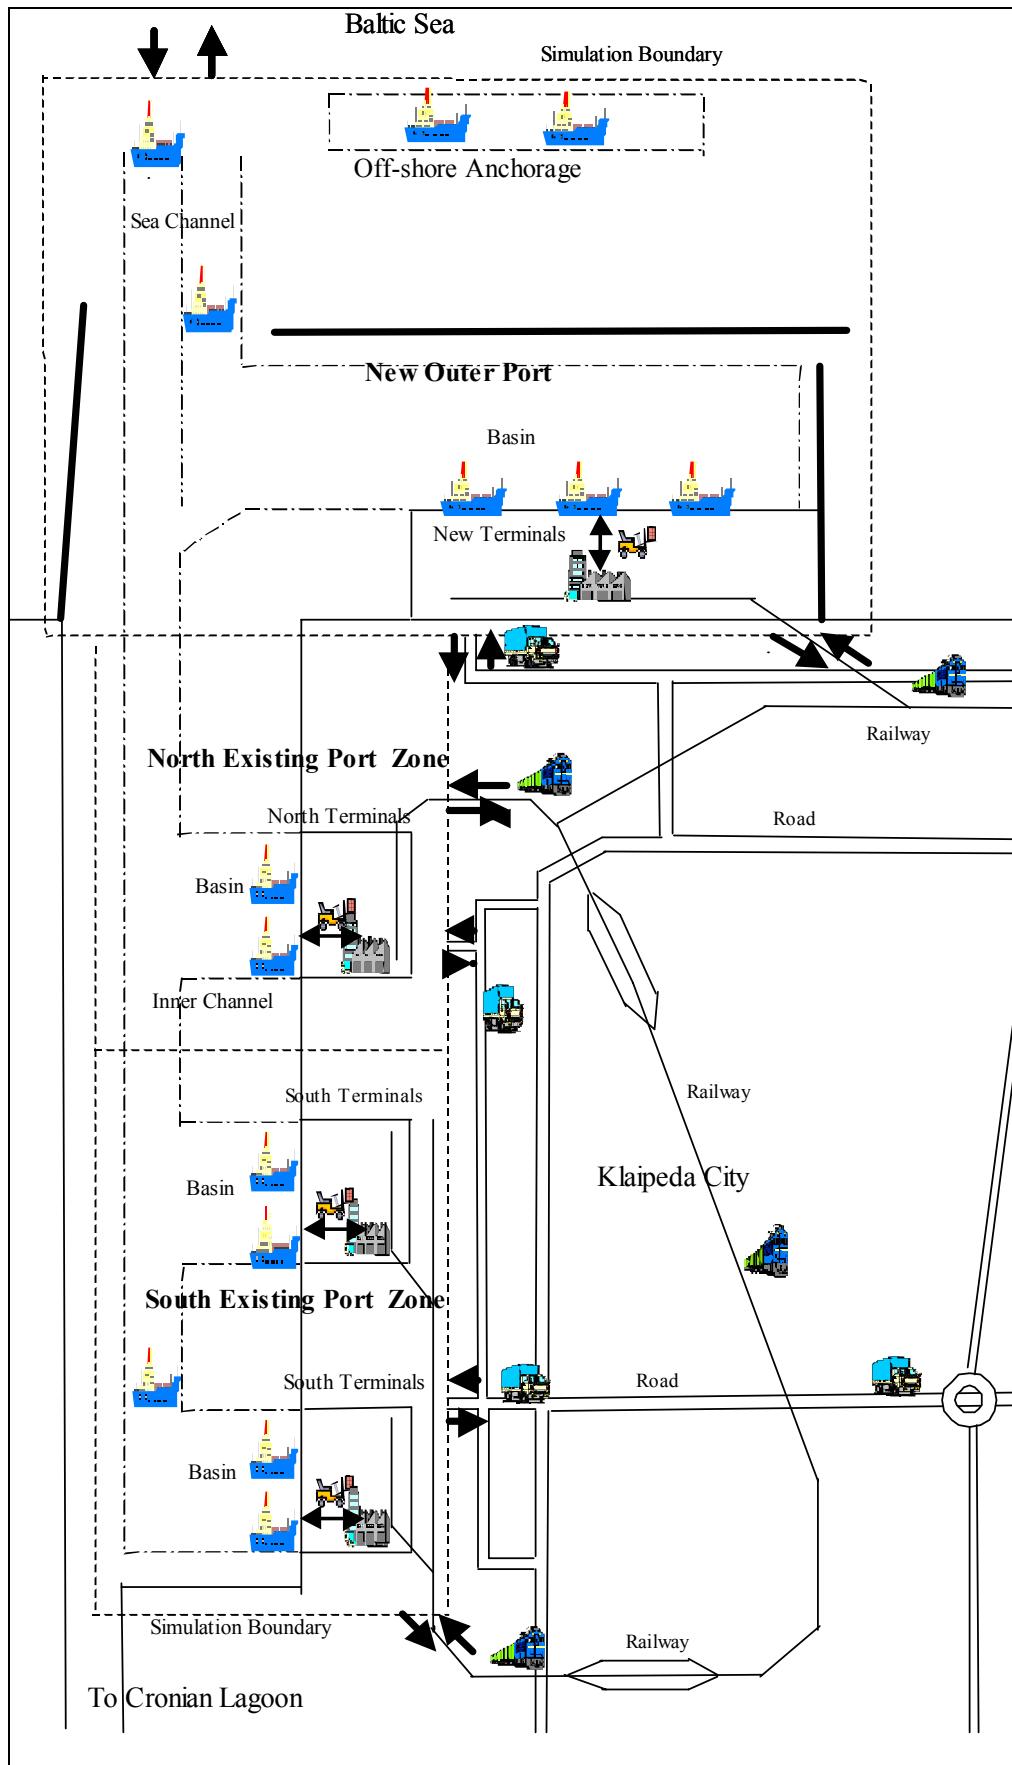 Baltic Sea
Simulation Boundary
Off-shore Anchorage
Sea Channel
New Outer Port
Basin
New Terminals
Railway
North Existing Port Zone
North Terminals
Road
Basin
Inner Channel
South Terminals
Railway
Klaipeda City
Basin
South Existing Port Zone
South Terminals
Road
Basin
Simulation Boundary
Railway
To Cronian Lagoon